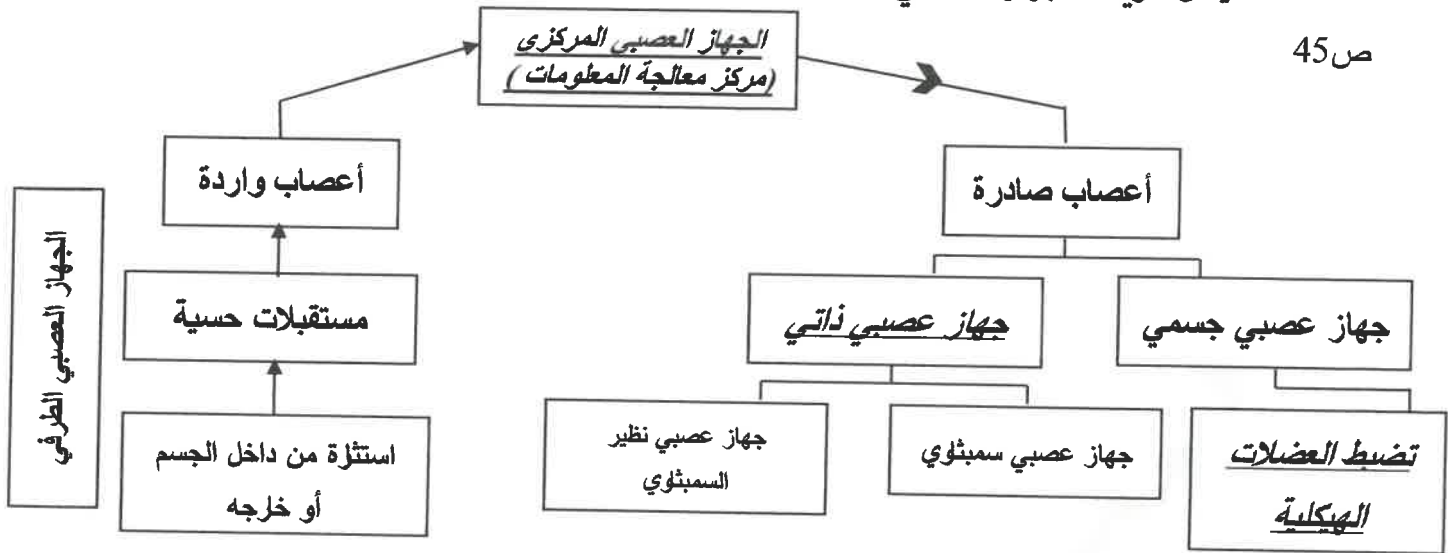 ص45
الجهاز العصبي المركزي
(مركز معالجة المعلومات)
أعصاب واردة
أعصاب صادرة
الجهاز العصبي الطرفي
مستقبلات حسية
جهاز عصبي ذاتي
جهاز عصبي جسمي
استثارة من داخل الجسم
أو خارجه
جهاز عصبي نظير
السمبثاوي
جهاز عصبي سمبثاوي
تضبط العضلات
الهيكلية